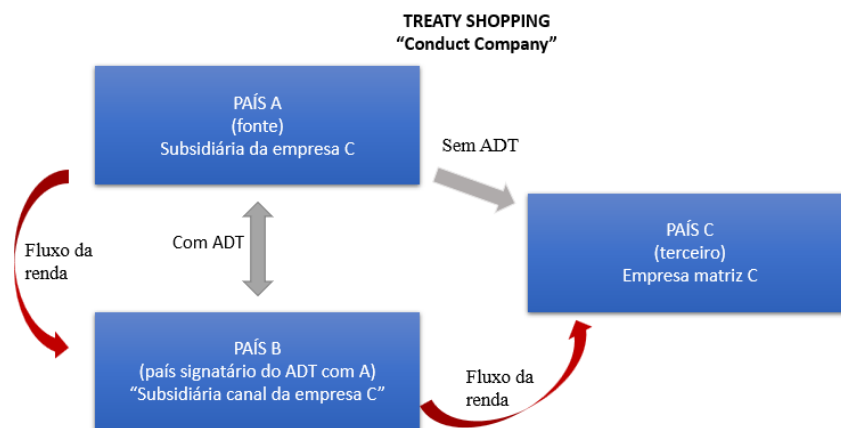 TREATY SHOPPING
“Conduct Company”
PAÍS A
(fonte)
Subsidiária da empresa C
Sem ADT
PAÍS C
(terceiro)
Empresa matriz C
Com ADT
Fluxo da
renda
PAÍS B
(país signatário do ADT com A)
“Subsidiária canal da empresa C”
Fluxo da
renda